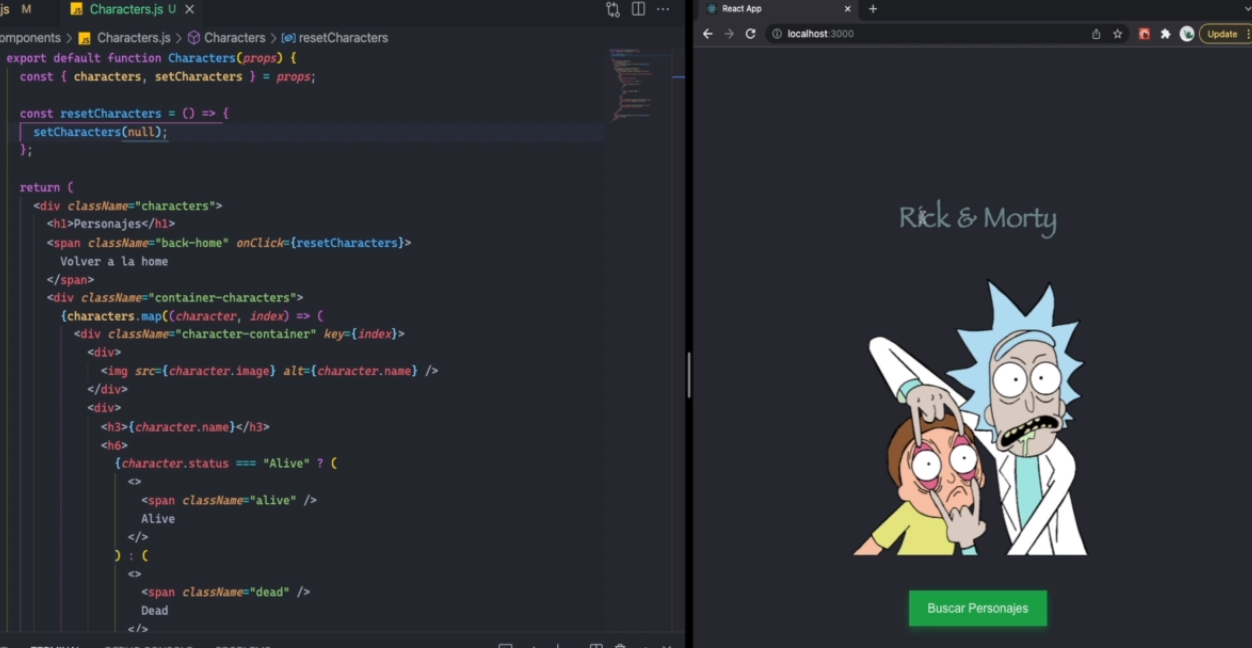 js M JS Characters.js U ×
omponents > JS Characters.js > Characters > resetCharacters
export default function Characters(props) {
const { characters, setCharacters } = props;
const resetCharacters = () => {
setCharacters(null);
};
return (
<div className="characters">
<h1>Personajes</h1>
<span className="back-home" onClick={resetCharacters}>
Volver a la home
</span>
<div className="container-characters">
{characters.map((character, index) => (
<div className="character-container" key={index}>
<div>
<img src={character.image} alt={character.name} />
</div>
<div>
<h3>{character.name}</h3>
<h6>
{character.status === "Alive" ? (
<>
<span className="alive" />
Alive
</>
) : (
<>
<span className="dead" />
Dead
</>
React App
localhost:3000
Update
Rick & Morty
Buscar Personajes